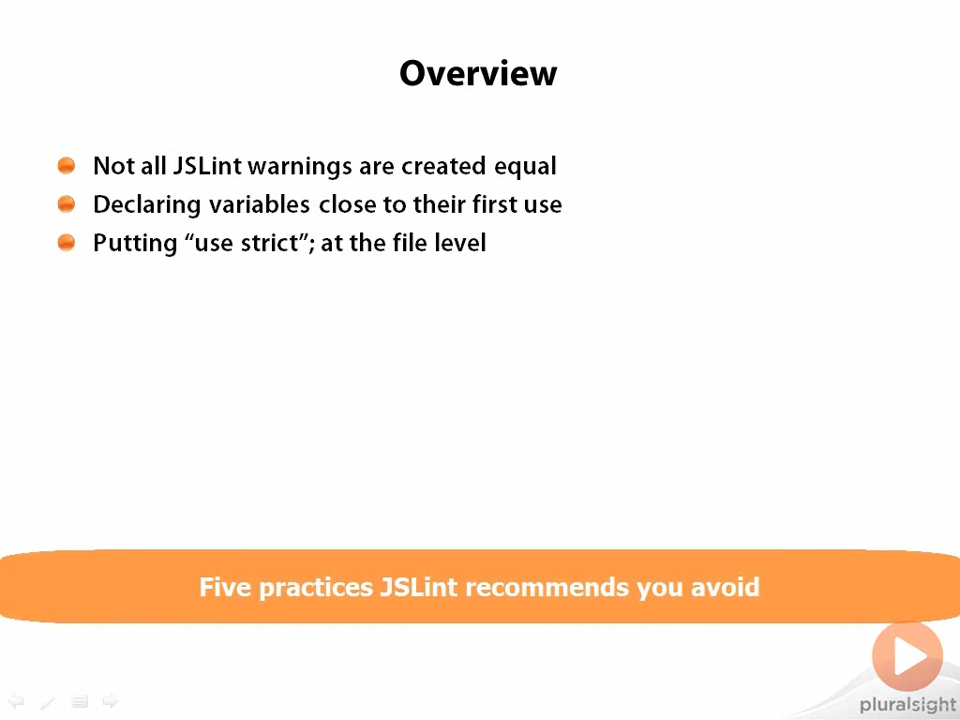 Overview
Not all JSLint warnings are created equal
Declaring variables close to their first use
Putting “use strict”; at the file level
Five practices JSLint recommends you avoid
pluralsight